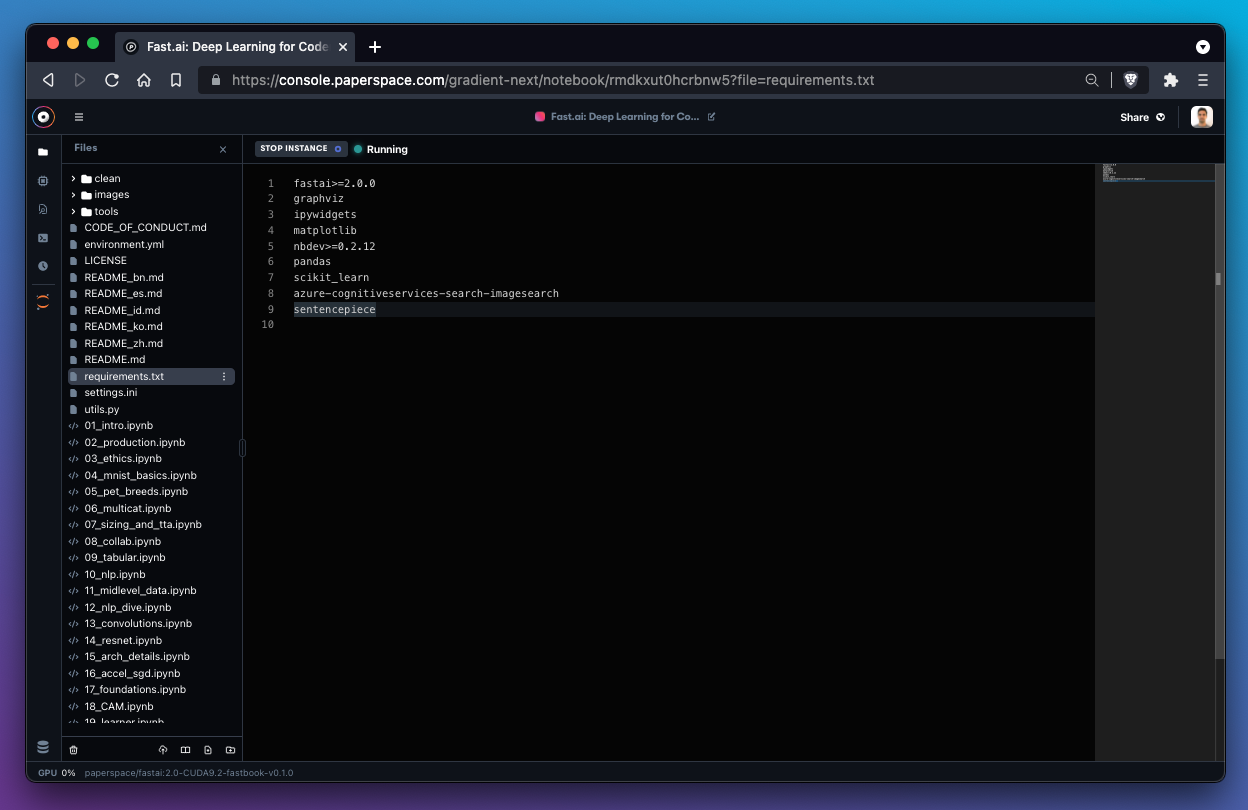 Fast.ai: Deep Learning for Code
https://console.paperspace.com/gradient-next/notebook/rmdkxut0hcrbnw5?file=requirements.txt
Fast.ai: Deep Learning for Co...
Share
Files
STOP INSTANCE
Running
clean
images
tools
CODE_OF_CONDUCT.md
environment.yml
LICENSE
README_bn.md
README_es.md
README_id.md
README_ko.md
README_zh.md
README.md
requirements.txt
settings.ini
utils.py
01_intro.ipynb
02_production.ipynb
03_ethics.ipynb
04_mnist_basics.ipynb
05_pet_breeds.ipynb
06_multicat.ipynb
07_sizing_and_tta.ipynb
08_collab.ipynb
09_tabular.ipynb
10_nlp.ipynb
11_midlevel_data.ipynb
12_nlp_dive.ipynb
13_convolutions.ipynb
14_resnet.ipynb
15_arch_details.ipynb
16_accel_sgd.ipynb
17_foundations.ipynb
18_CAM.ipynb
19_learner.ipynb
1 fastai>=2.0.0
2 graphviz
3 ipywidgets
4 matplotlib
5 nbdev>=0.2.12
6 pandas
7 scikit_learn
8 azure-cognitiveservices-search-imagesearch
9 sentencepiece
10
GPU 0% paperspace/fastai:2.0-CUDA9.2-fastbook-v0.1.0